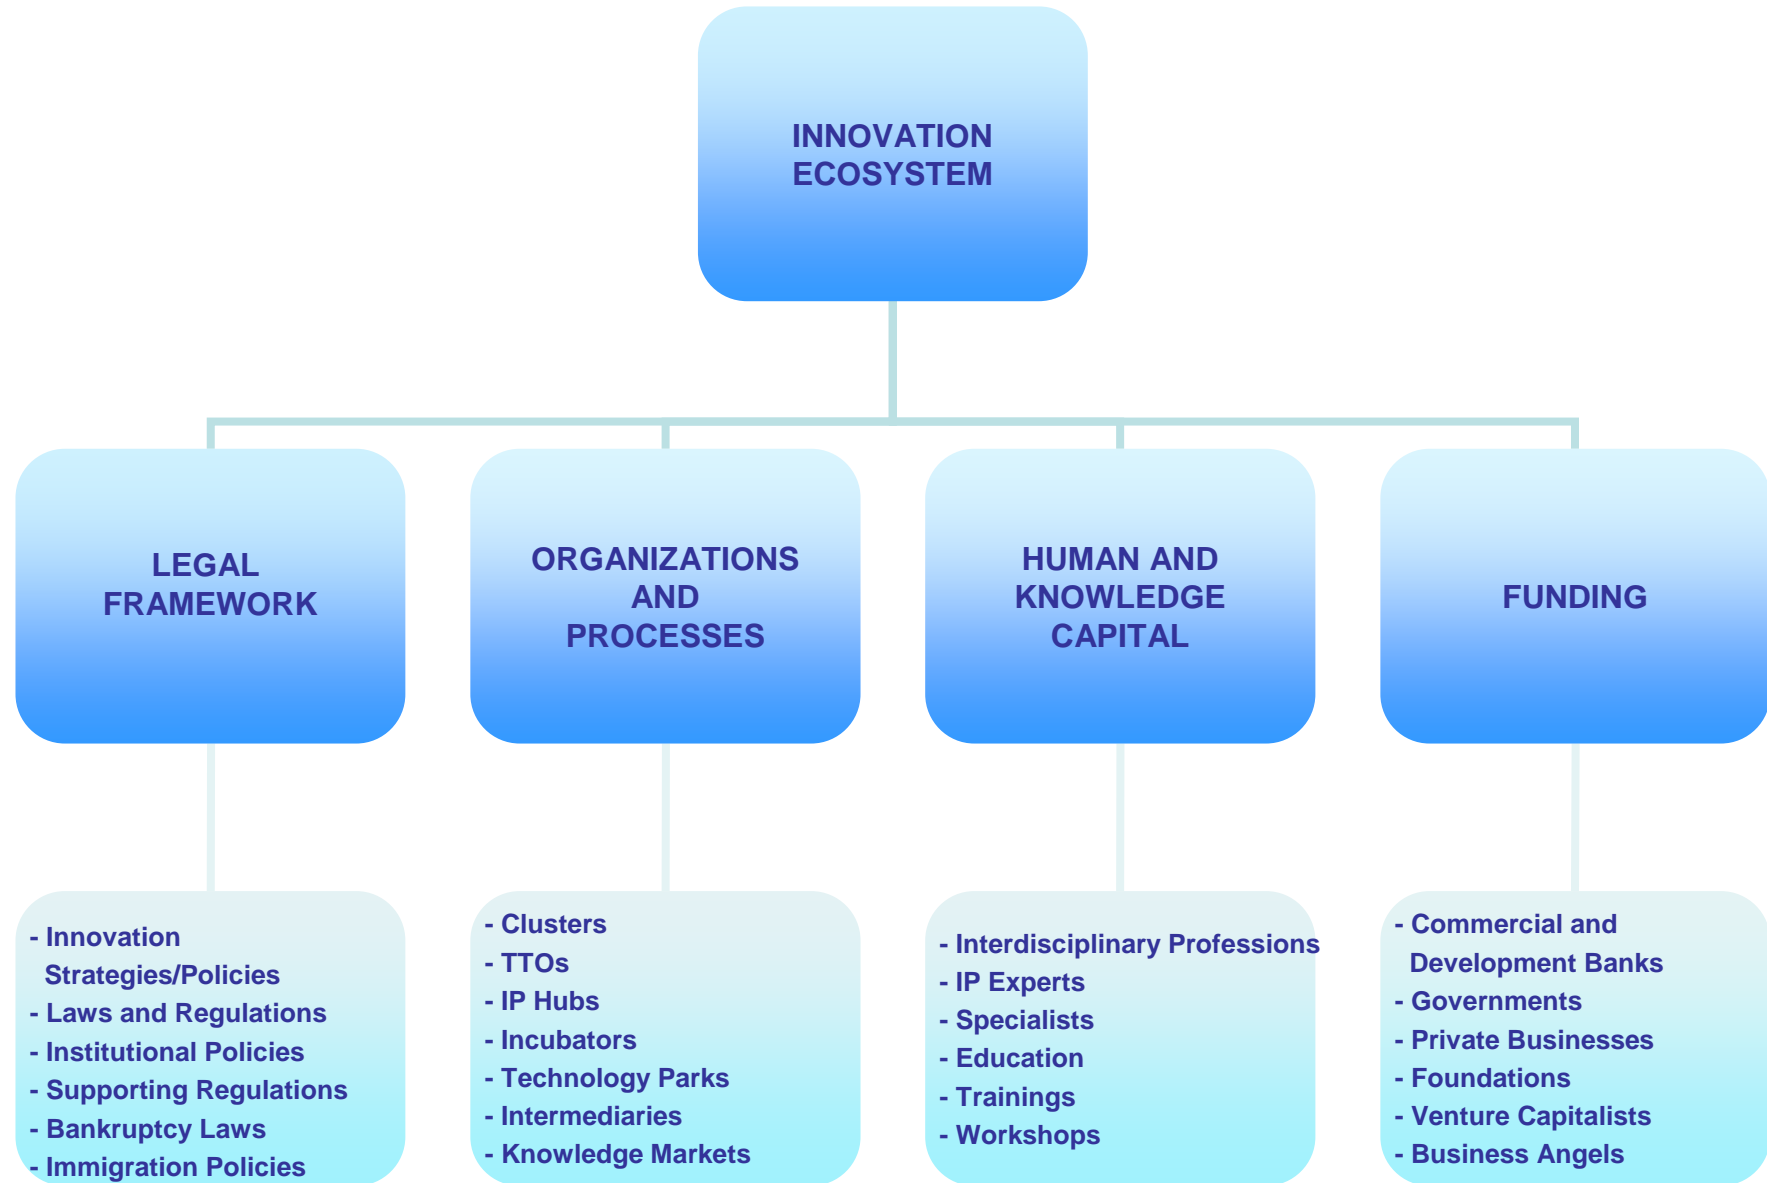 INNOVATION
ECOSYSTEM
LEGAL
FRAMEWORK
ORGANIZATIONS
AND
PROCESSES
HUMAN AND
KNOWLEDGE
CAPITAL
FUNDING
- Innovation
Strategies/Policies
- Laws and Regulations
- Institutional Policies
- Supporting Regulations
- Bankruptcy Laws
- Immigration Policies
- Clusters
- TTOs
- IP Hubs
- Incubators
- Technology Parks
- Intermediaries
- Knowledge Markets
- Interdisciplinary Professions
- IP Experts
- Specialists
- Education
- Trainings
- Workshops
- Commercial and
Development Banks
- Governments
- Private Businesses
- Foundations
- Venture Capitalists
- Business Angels